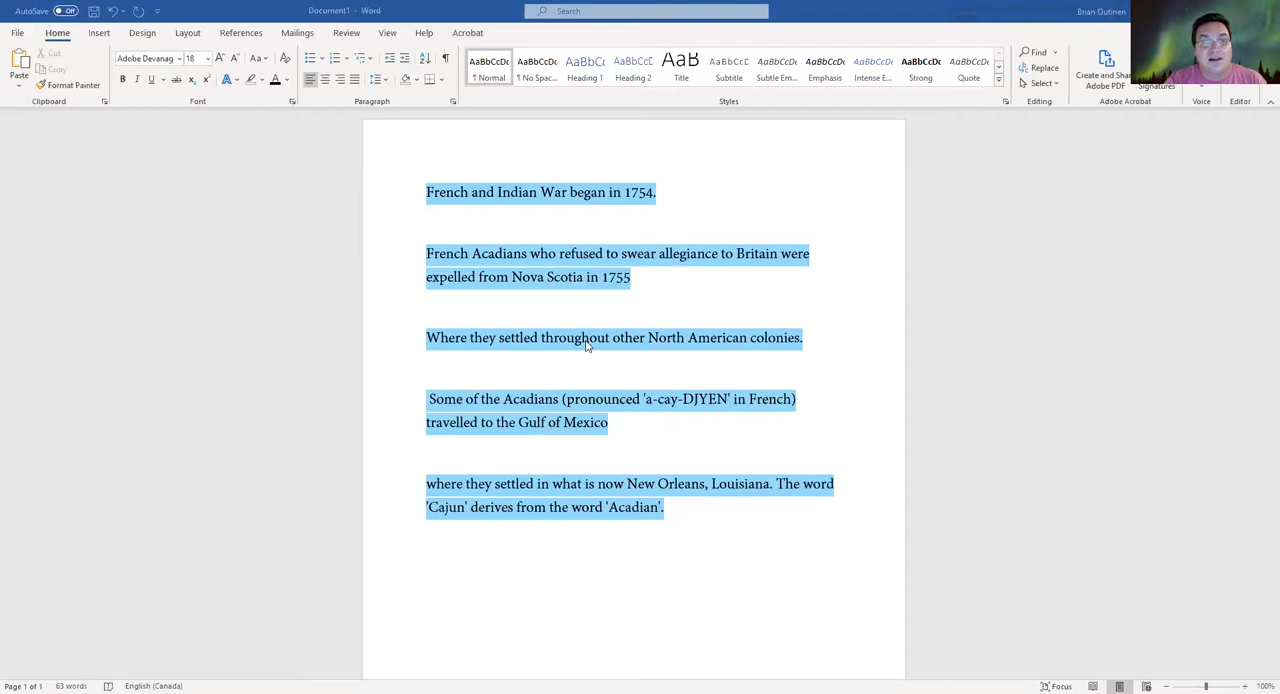 AutoSave Off Document1 - Word Search Brian Outinen
File Home Insert Design Layout References Mailings Review View Help Acrobat
Paste Cut Copy Format Painter
Clipboard
Adobe Devanag 18 Aa
B I U ab x x A A
Font
Paragraph
AaBbCcDc AaBbCcDc AaBbC( AaBbCcD AaB AaBbCcD AaBbCcDc AaBbCcDc AaBbCcDc AaBbCcDc AaBbCcDc
¶ Normal ¶ No Spac... Heading 1 Heading 2 Title Subtitle Subtle Em... Emphasis Intense E... Strong Quote
Styles
Find
Replace
Select
Editing
Create and Share
Adobe PDF
Signatures
Adobe Acrobat
Voice
Editor
French and Indian War began in 1754.
French Acadians who refused to swear allegiance to Britain were
expelled from Nova Scotia in 1755
Where they settled throughout other North American colonies.
Some of the Acadians (pronounced 'a-cay-DJYEN' in French)
travelled to the Gulf of Mexico
where they settled in what is now New Orleans, Louisiana. The word
'Cajun' derives from the word 'Acadian'.
Page 1 of 1 63 words English (Canada) Focus 100%